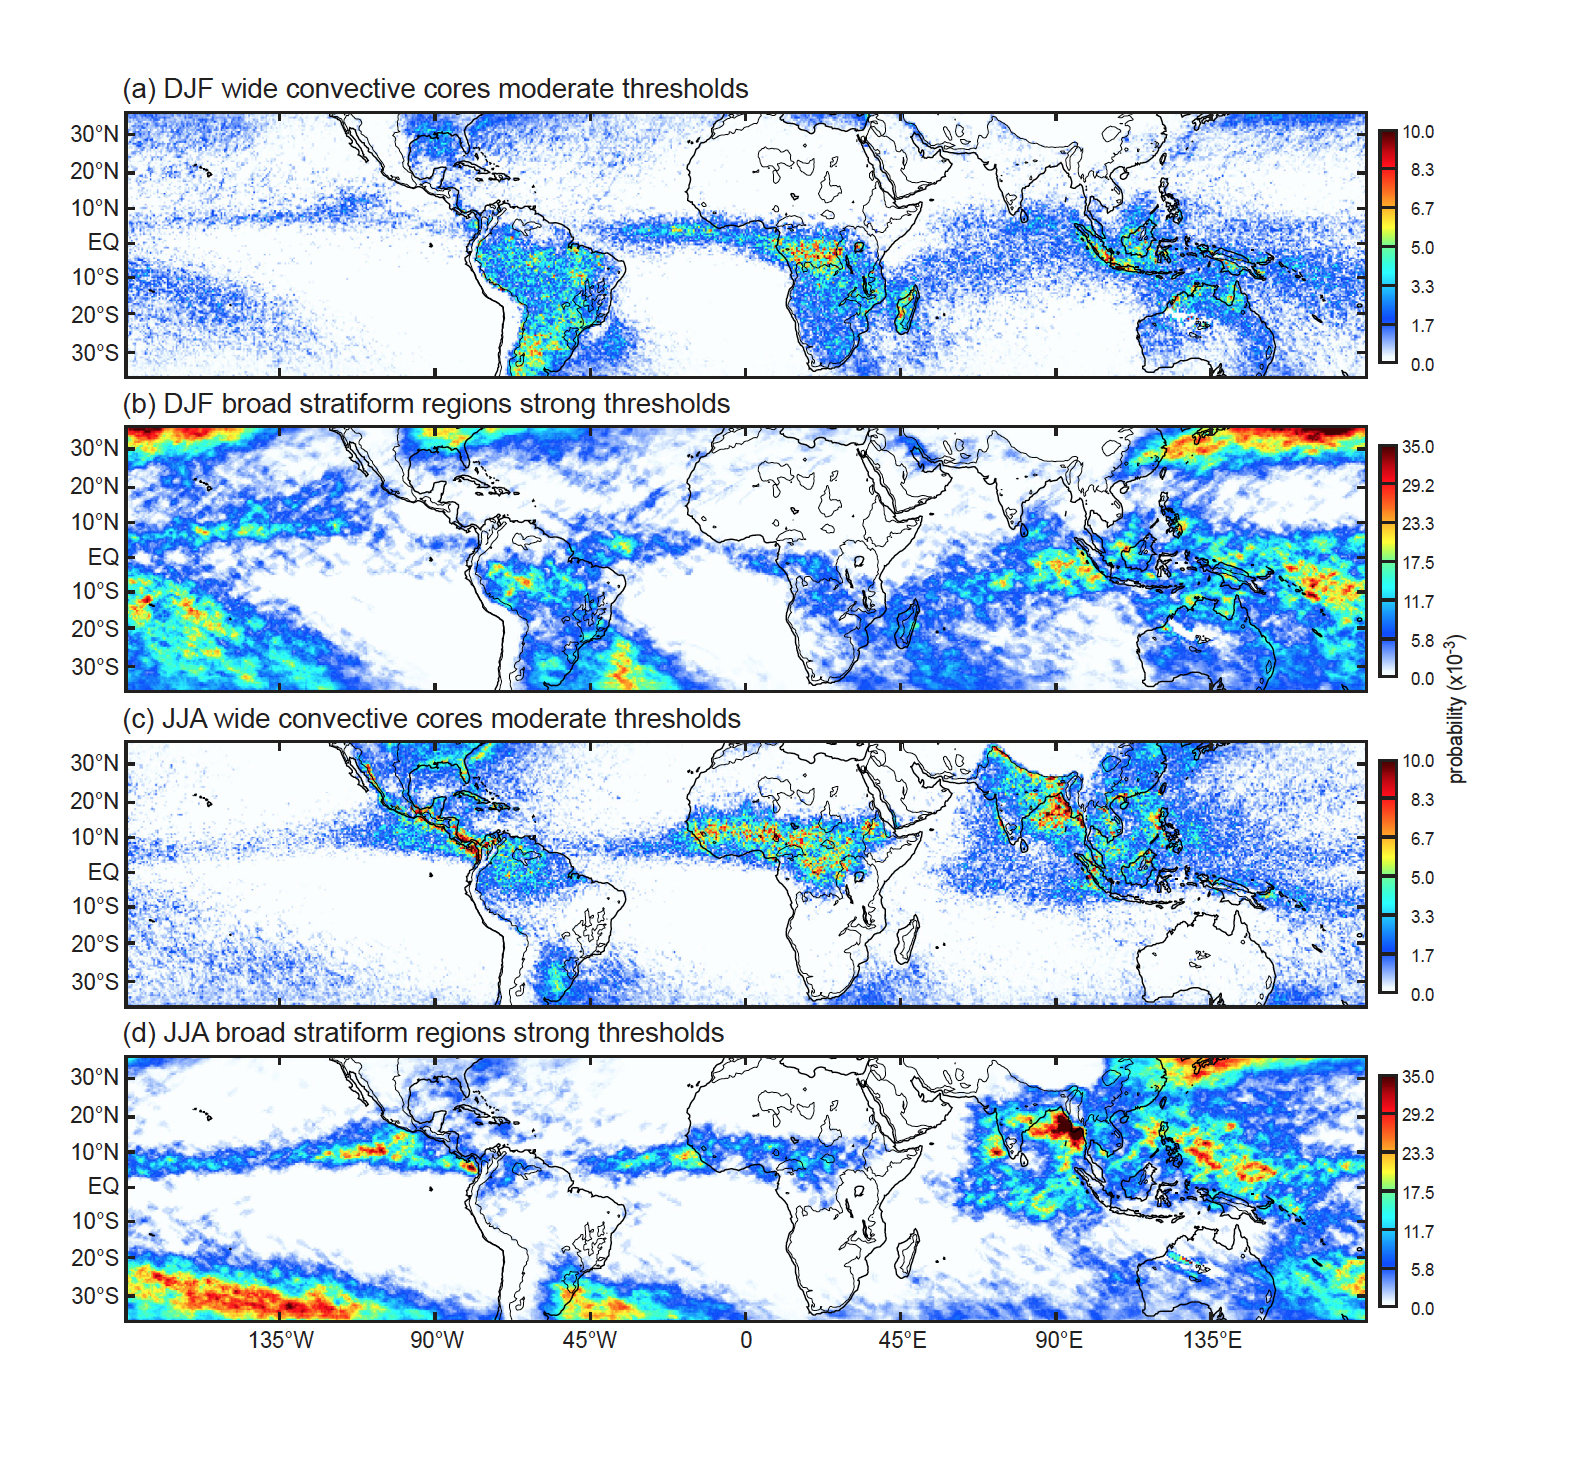 (a) DJF wide convective cores moderate thresholds
30°N
20°N
10°N
EQ
10°S
20°S
30°S
10.0
8.3
6.7
5.0
3.3
1.7
0.0
(b) DJF broad stratiform regions strong thresholds
30°N
20°N
10°N
EQ
10°S
20°S
30°S
35.0
29.2
23.3
17.5
11.7
5.8
0.0
probability (x10⁻³)
(c) JJA wide convective cores moderate thresholds
30°N
20°N
10°N
EQ
10°S
20°S
30°S
10.0
8.3
6.7
5.0
3.3
1.7
0.0
(d) JJA broad stratiform regions strong thresholds
30°N
20°N
10°N
EQ
10°S
20°S
30°S
35.0
29.2
23.3
17.5
11.7
5.8
0.0
135°W 90°W 45°W 0 45°E 90°E 135°E